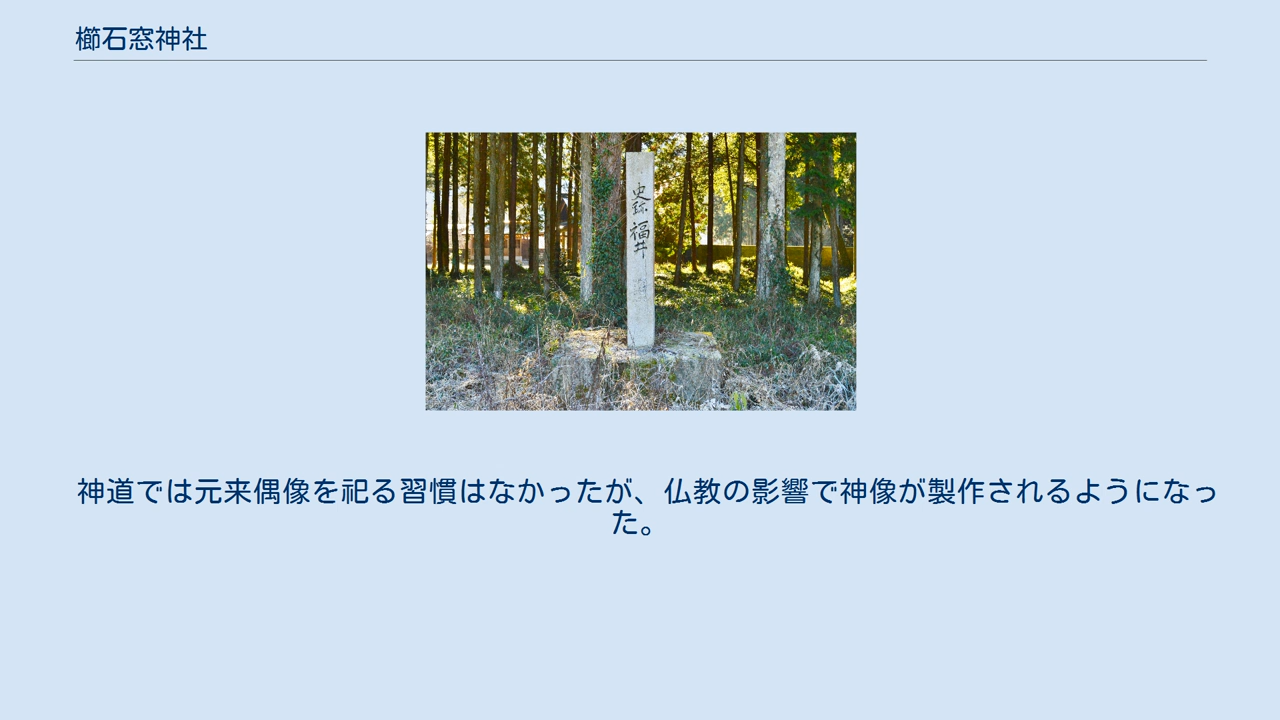 櫛石窓神社
史跡 福井
神道では元来偶像を祀る習慣はなかったが、仏教の影響で神像が製作されるようになっ
た。